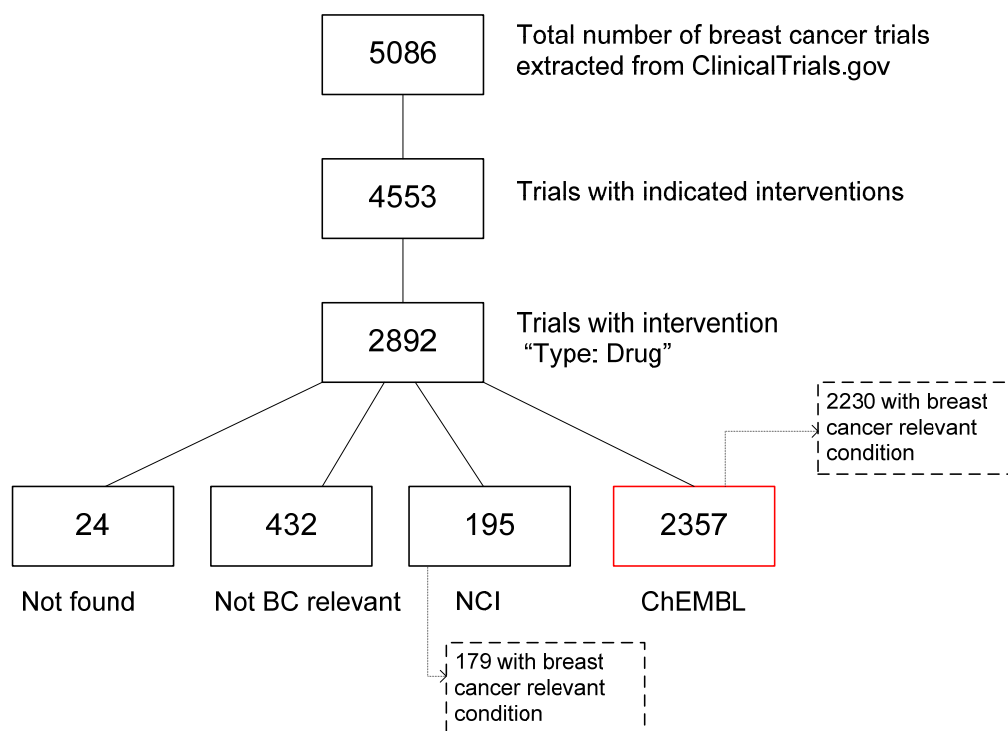 5086
Total number of breast cancer trials
extracted from ClinicalTrials.gov
4553
Trials with indicated interventions
2892
Trials with intervention
“Type: Drug”
2230 with breast
cancer relevant
condition
24
432
195
2357
Not found
Not BC relevant
NCI
ChEMBL
179 with breast
cancer relevant
condition